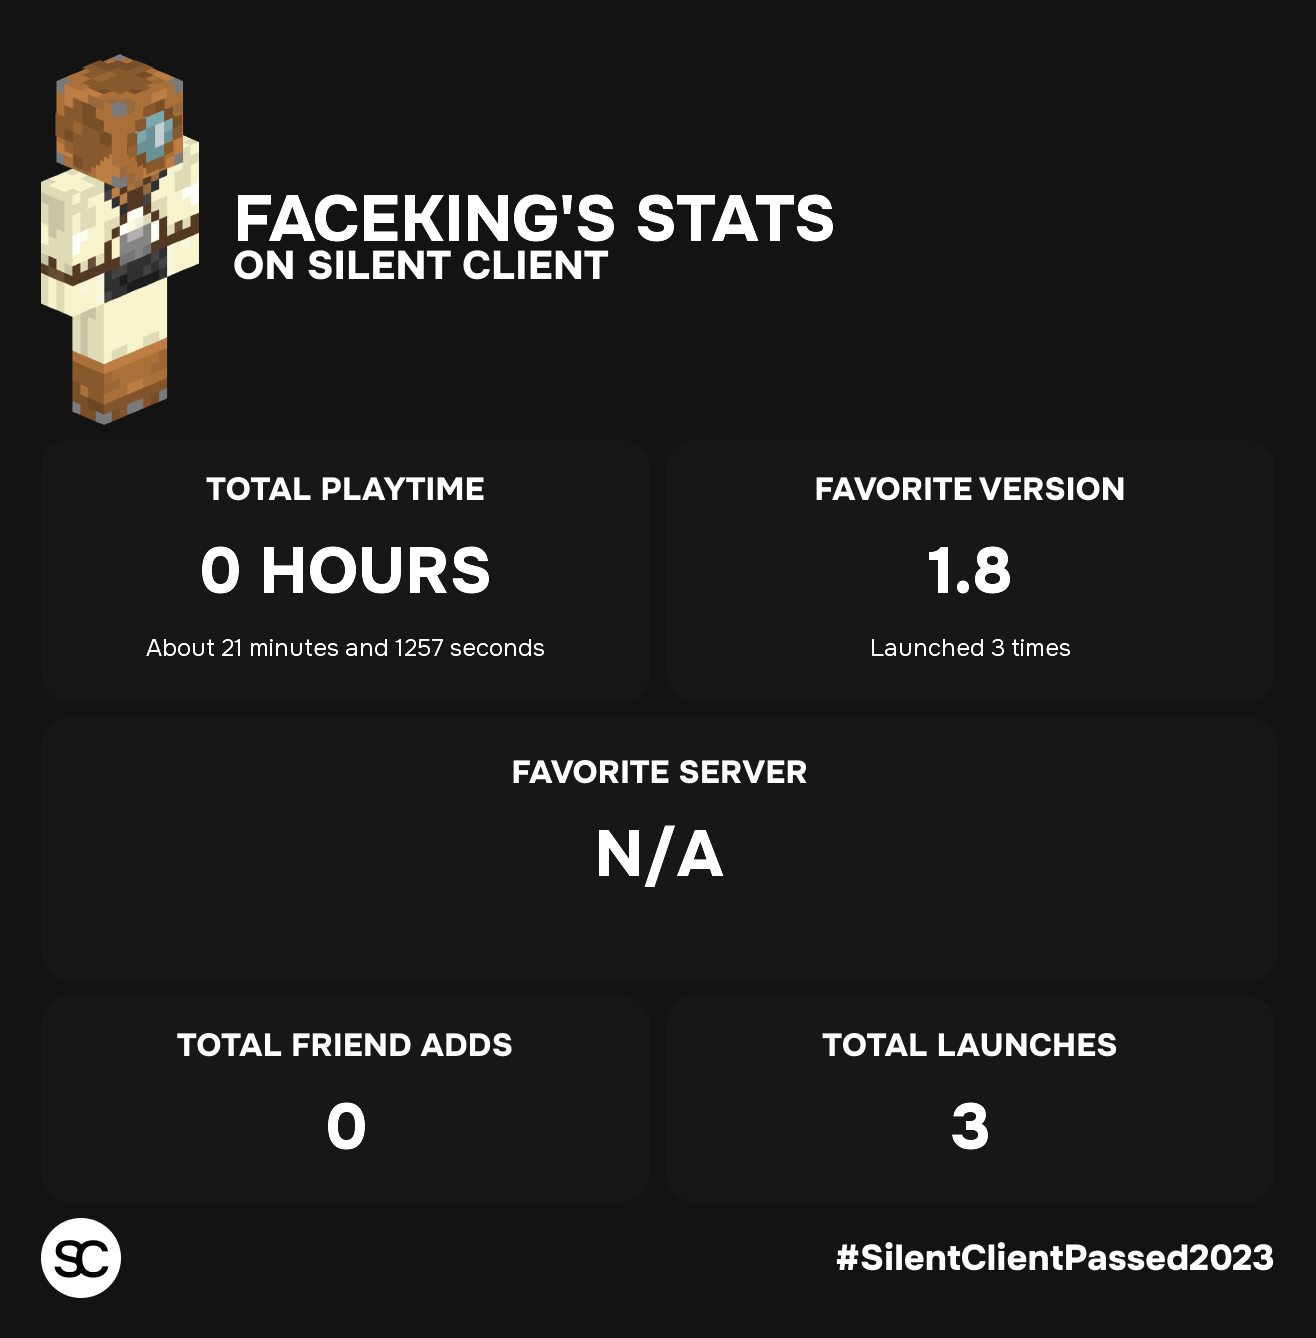 FACEKING'S STATS
ON SILENT CLIENT
TOTAL PLAYTIME
0 HOURS
About 21 minutes and 1257 seconds
FAVORITE VERSION
1.8
Launched 3 times
FAVORITE SERVER
N/A
TOTAL FRIEND ADDS
0
TOTAL LAUNCHES
3
SC
#SilentClientPassed2023